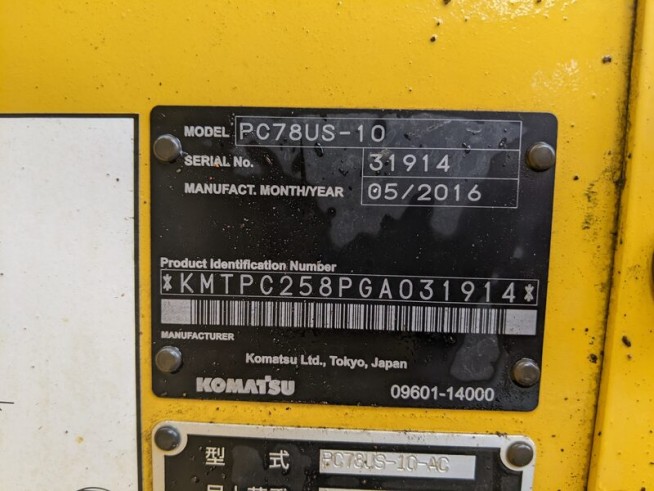 MODEL PC78US-10
SERIAL No. 31914
MANUFACT. MONTH/YEAR 05/2016
Product Identification Number
*KMTPC258PGA031914*
MANUFACTURER
Komatsu Ltd., Tokyo, Japan
KOMATSU 09601-14000
型 式 PC78US-10-AC